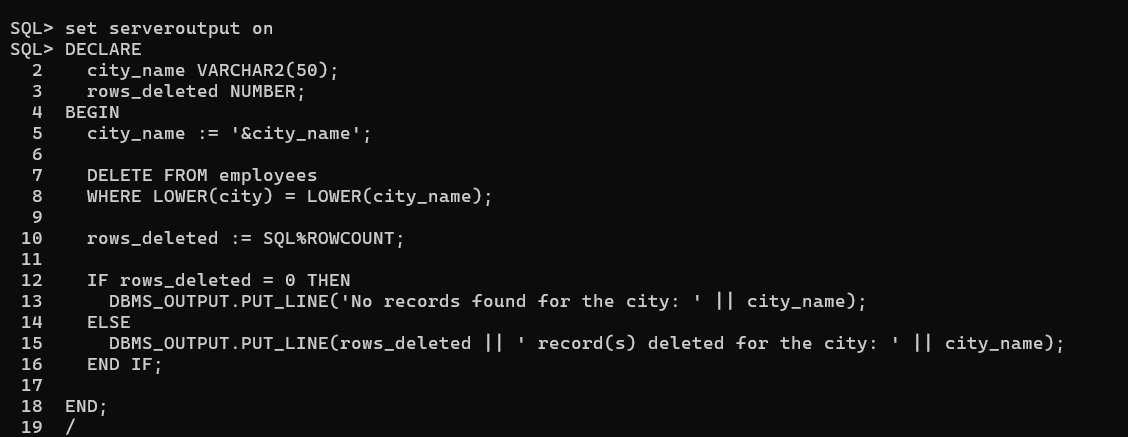 SQL> set serveroutput on
SQL> DECLARE
  2    city_name VARCHAR2(50);
  3    rows_deleted NUMBER;
  4  BEGIN
  5    city_name := '&city_name';
  6
  7    DELETE FROM employees
  8    WHERE LOWER(city) = LOWER(city_name);
  9
 10    rows_deleted := SQL%ROWCOUNT;
 11
 12    IF rows_deleted = 0 THEN
 13      DBMS_OUTPUT.PUT_LINE('No records found for the city: ' || city_name);
 14    ELSE
 15      DBMS_OUTPUT.PUT_LINE(rows_deleted || ' record(s) deleted for the city: ' || city_name);
 16    END IF;
 17
 18  END;
 19  /